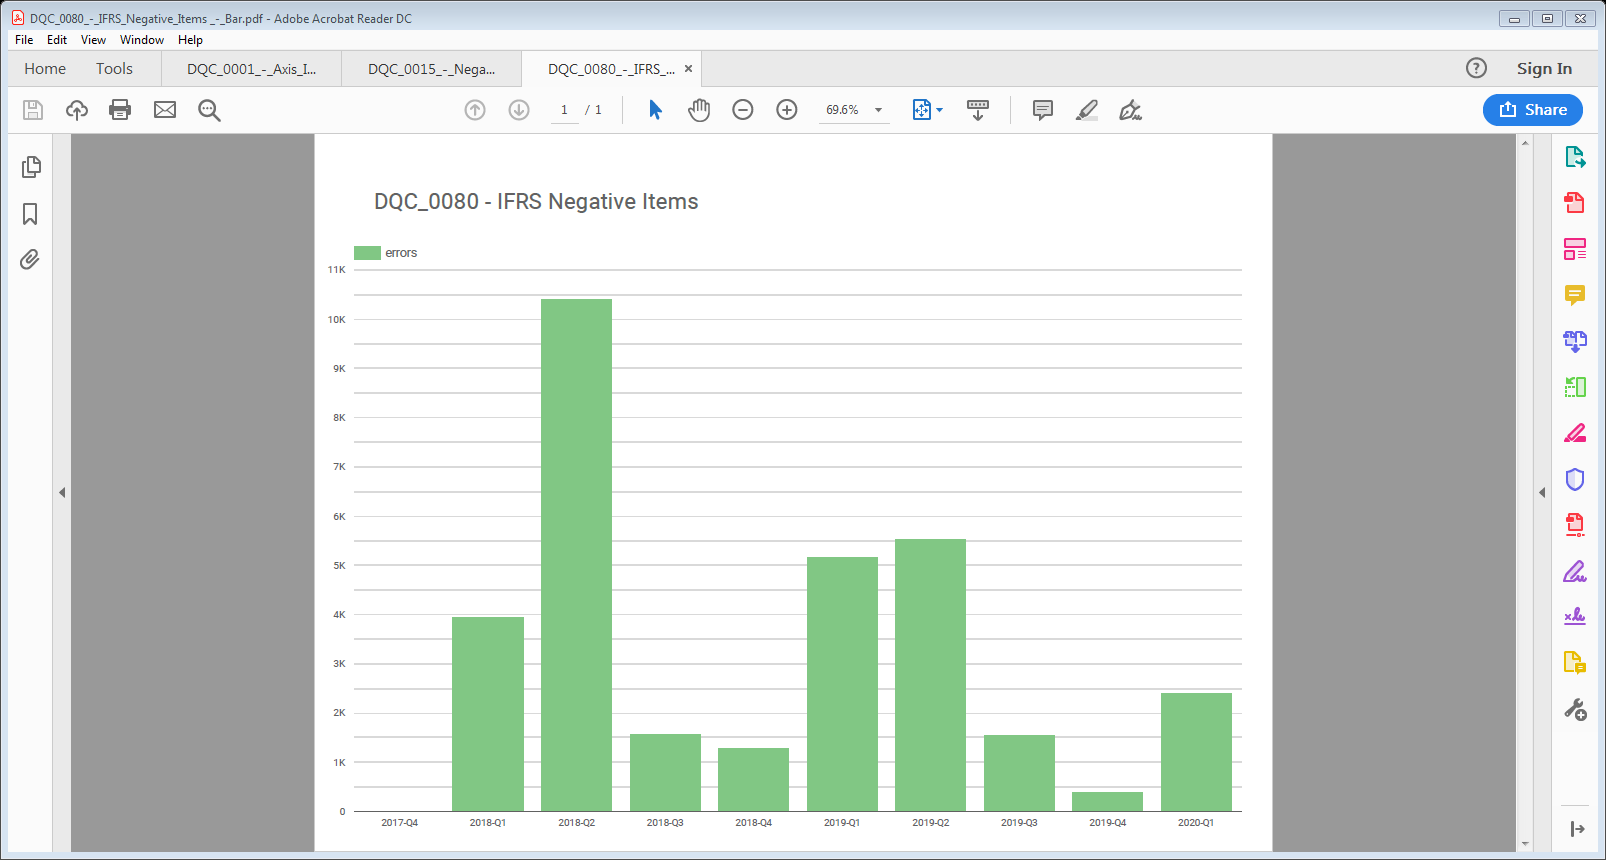 DQC_0080_-_IFRS_Negative_Items _-_Bar.pdf - Adobe Acrobat Reader DC
File Edit View Window Help
Home Tools DQC_0001_-_Axis_I... DQC_0015_-_Nega... DQC_0080_-_IFRS_... × ? Sign In
1 / 1 69.6% Share
DQC_0080 - IFRS Negative Items
errors
11K
10K
9K
8K
7K
6K
5K
4K
3K
2K
1K
0
2017-Q4 2018-Q1 2018-Q2 2018-Q3 2018-Q4 2019-Q1 2019-Q2 2019-Q3 2019-Q4 2020-Q1